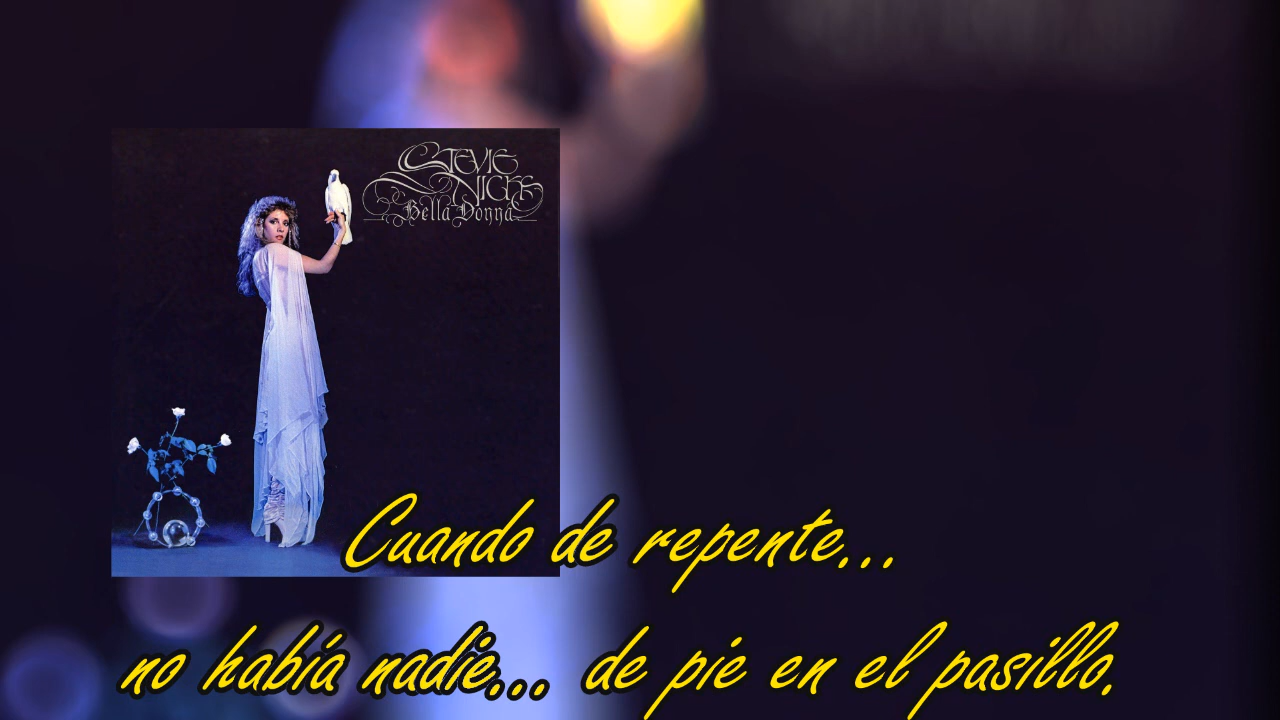 STEVIE
NICKS
Bella Donna
Cuando de repente...
no había nadie... de pie en el pasillo.